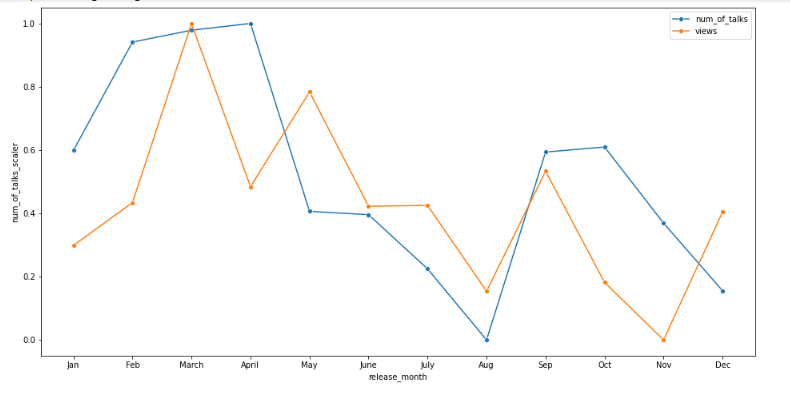 num_of_talks
views
1.0
0.8
0.6
0.4
0.2
0.0
num_of_talks_scaler
Jan Feb March April May June July Aug Sep Oct Nov Dec
release_month